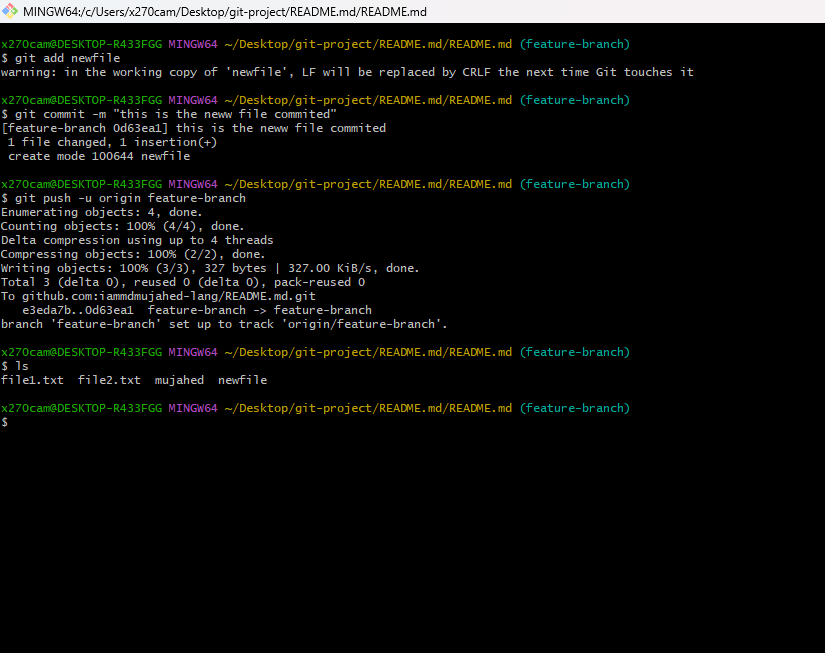 MINGW64:/c/Users/x270cam/Desktop/git-project/README.md/README.md
x270cam@DESKTOP-R433FGG MINGW64 ~/Desktop/git-project/README.md/README.md (feature-branch)
$ git add newfile
warning: in the working copy of 'newfile', LF will be replaced by CRLF the next time Git touches it
x270cam@DESKTOP-R433FGG MINGW64 ~/Desktop/git-project/README.md/README.md (feature-branch)
$ git commit -m "this is the neww file commited"
[feature-branch 0d63ea1] this is the neww file commited
 1 file changed, 1 insertion(+)
 create mode 100644 newfile
x270cam@DESKTOP-R433FGG MINGW64 ~/Desktop/git-project/README.md/README.md (feature-branch)
$ git push -u origin feature-branch
Enumerating objects: 4, done.
Counting objects: 100% (4/4), done.
Delta compression using up to 4 threads
Compressing objects: 100% (2/2), done.
Writing objects: 100% (3/3), 327 bytes | 327.00 KiB/s, done.
Total 3 (delta 0), reused 0 (delta 0), pack-reused 0
To github.com:iammdmujahed-lang/README.md.git
   e3eda7b..0d63ea1  feature-branch -> feature-branch
branch 'feature-branch' set up to track 'origin/feature-branch'.
x270cam@DESKTOP-R433FGG MINGW64 ~/Desktop/git-project/README.md/README.md (feature-branch)
$ ls
file1.txt  file2.txt  mujahed  newfile
x270cam@DESKTOP-R433FGG MINGW64 ~/Desktop/git-project/README.md/README.md (feature-branch)
$